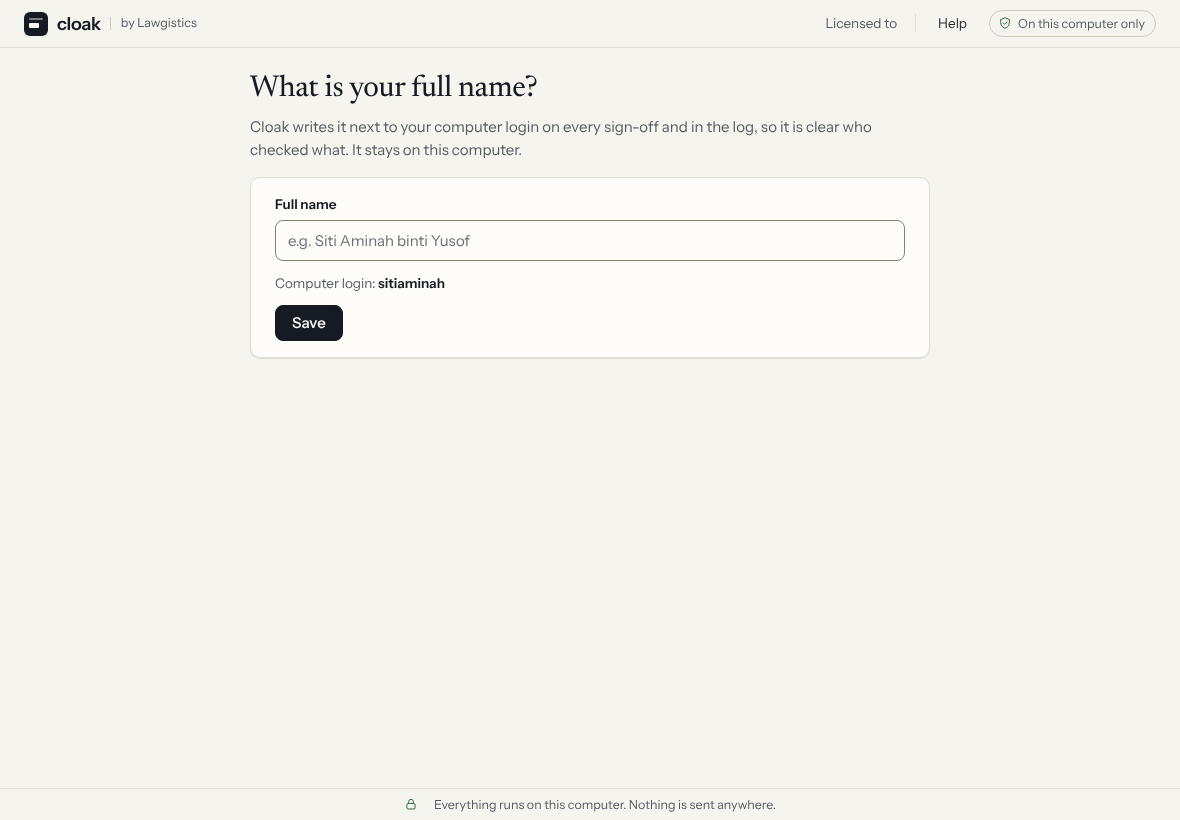 cloak
by Lawgistics
Licensed to
Help
On this computer only
What is your full name?
Cloak writes it next to your computer login on every sign-off and in the log, so it is clear who
checked what. It stays on this computer.
Full name
e.g. Siti Aminah binti Yusof
Computer login: sitiaminah
Save
Everything runs on this computer. Nothing is sent anywhere.